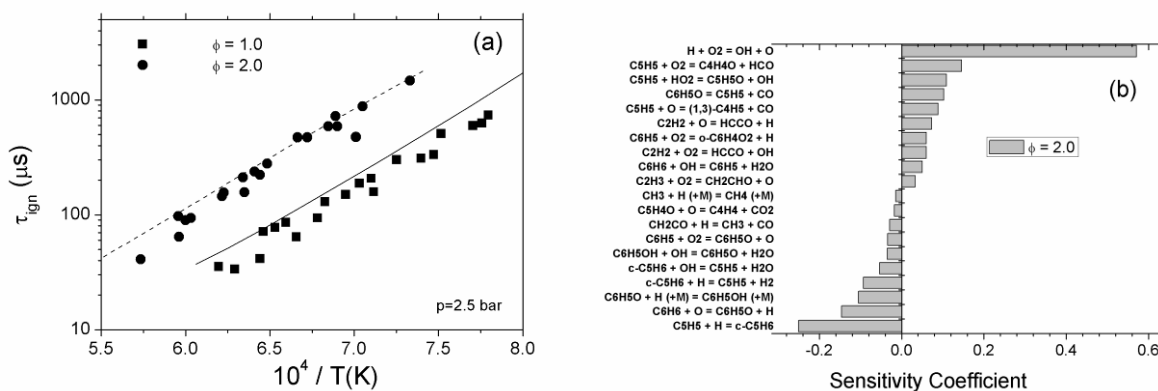 (a)
ϕ = 1.0
ϕ = 2.0
1000
100
10
τign (μs)
p=2.5 bar
5.5 6.0 6.5 7.0 7.5 8.0
10⁴ / T(K)
H + O2 = OH + O
C5H5 + O2 = C4H4O + HCO
C5H5 + HO2 = C5H5O + OH
C6H5O = C5H5 + CO
C5H5 + O = (1,3)-C4H5 + CO
C2H2 + O = HCCO + H
C6H5 + O2 = o-C6H4O2 + H
C2H2 + O2 = HCCO + OH
C6H6 + OH = C6H5 + H2O
C2H3 + O2 = CH2CHO + O
CH3 + H (+M) = CH4 (+M)
C5H4O + O = C4H4 + CO2
CH2CO + H = CH3 + CO
C6H5 + O2 = C6H5O + O
C6H5OH + OH = C6H5O + H2O
c-C5H6 + OH = C5H5 + H2O
c-C5H6 + H = C5H5 + H2
C6H5O + H (+M) = C6H5OH (+M)
C6H6 + O = C6H5O + H
C5H5 + H = c-C5H6
(b)
ϕ = 2.0
-0.2 0.0 0.2 0.4 0.6
Sensitivity Coefficient